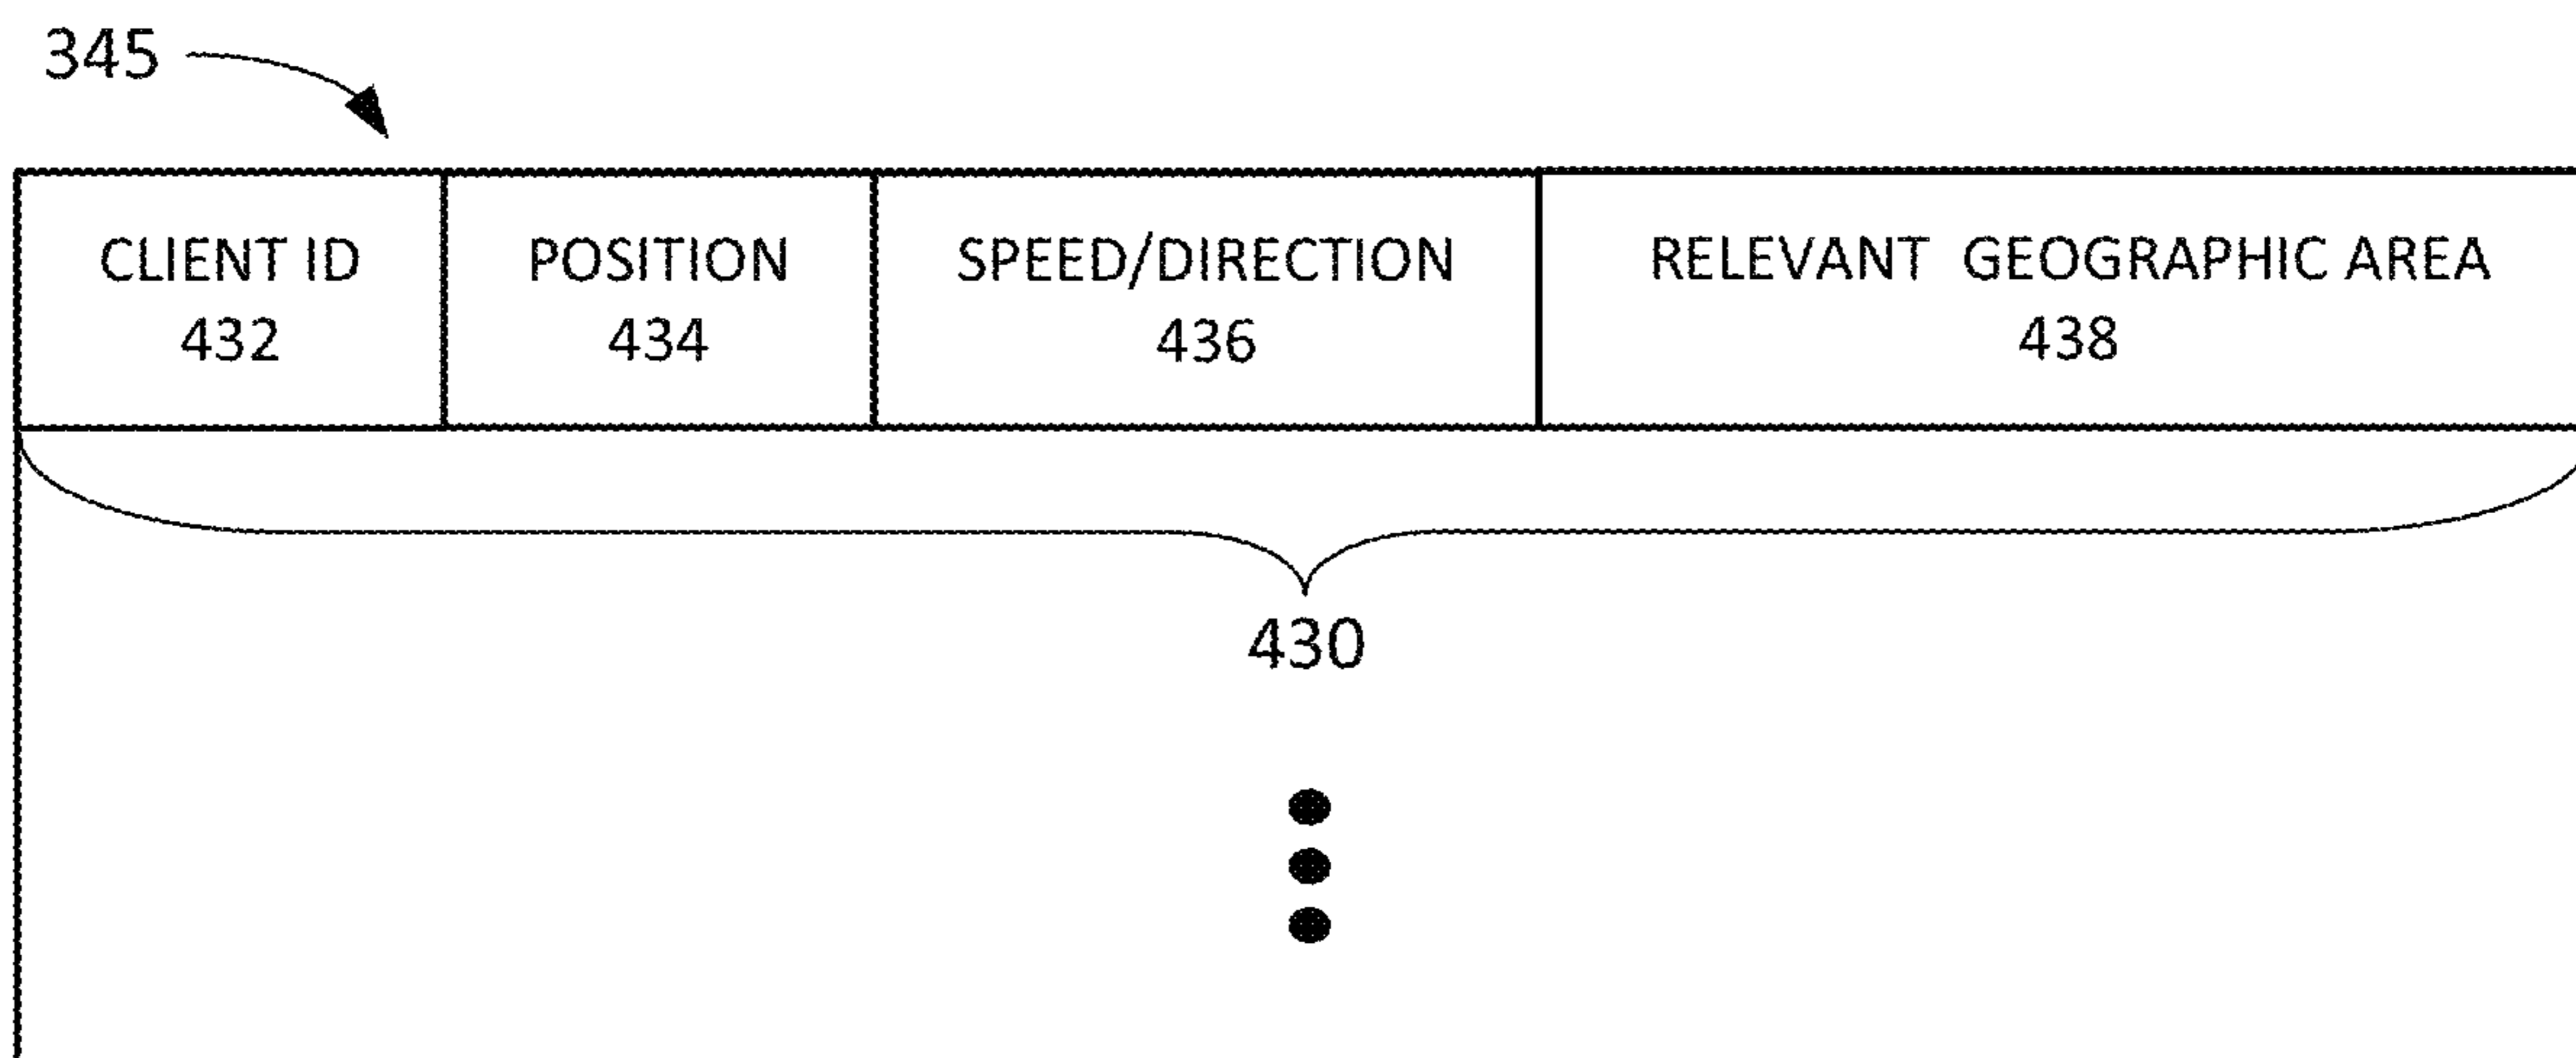 345
CLIENT ID POSITION SPEED/DIRECTION RELEVANT GEOGRAPHIC AREA
432 434 436 438
430